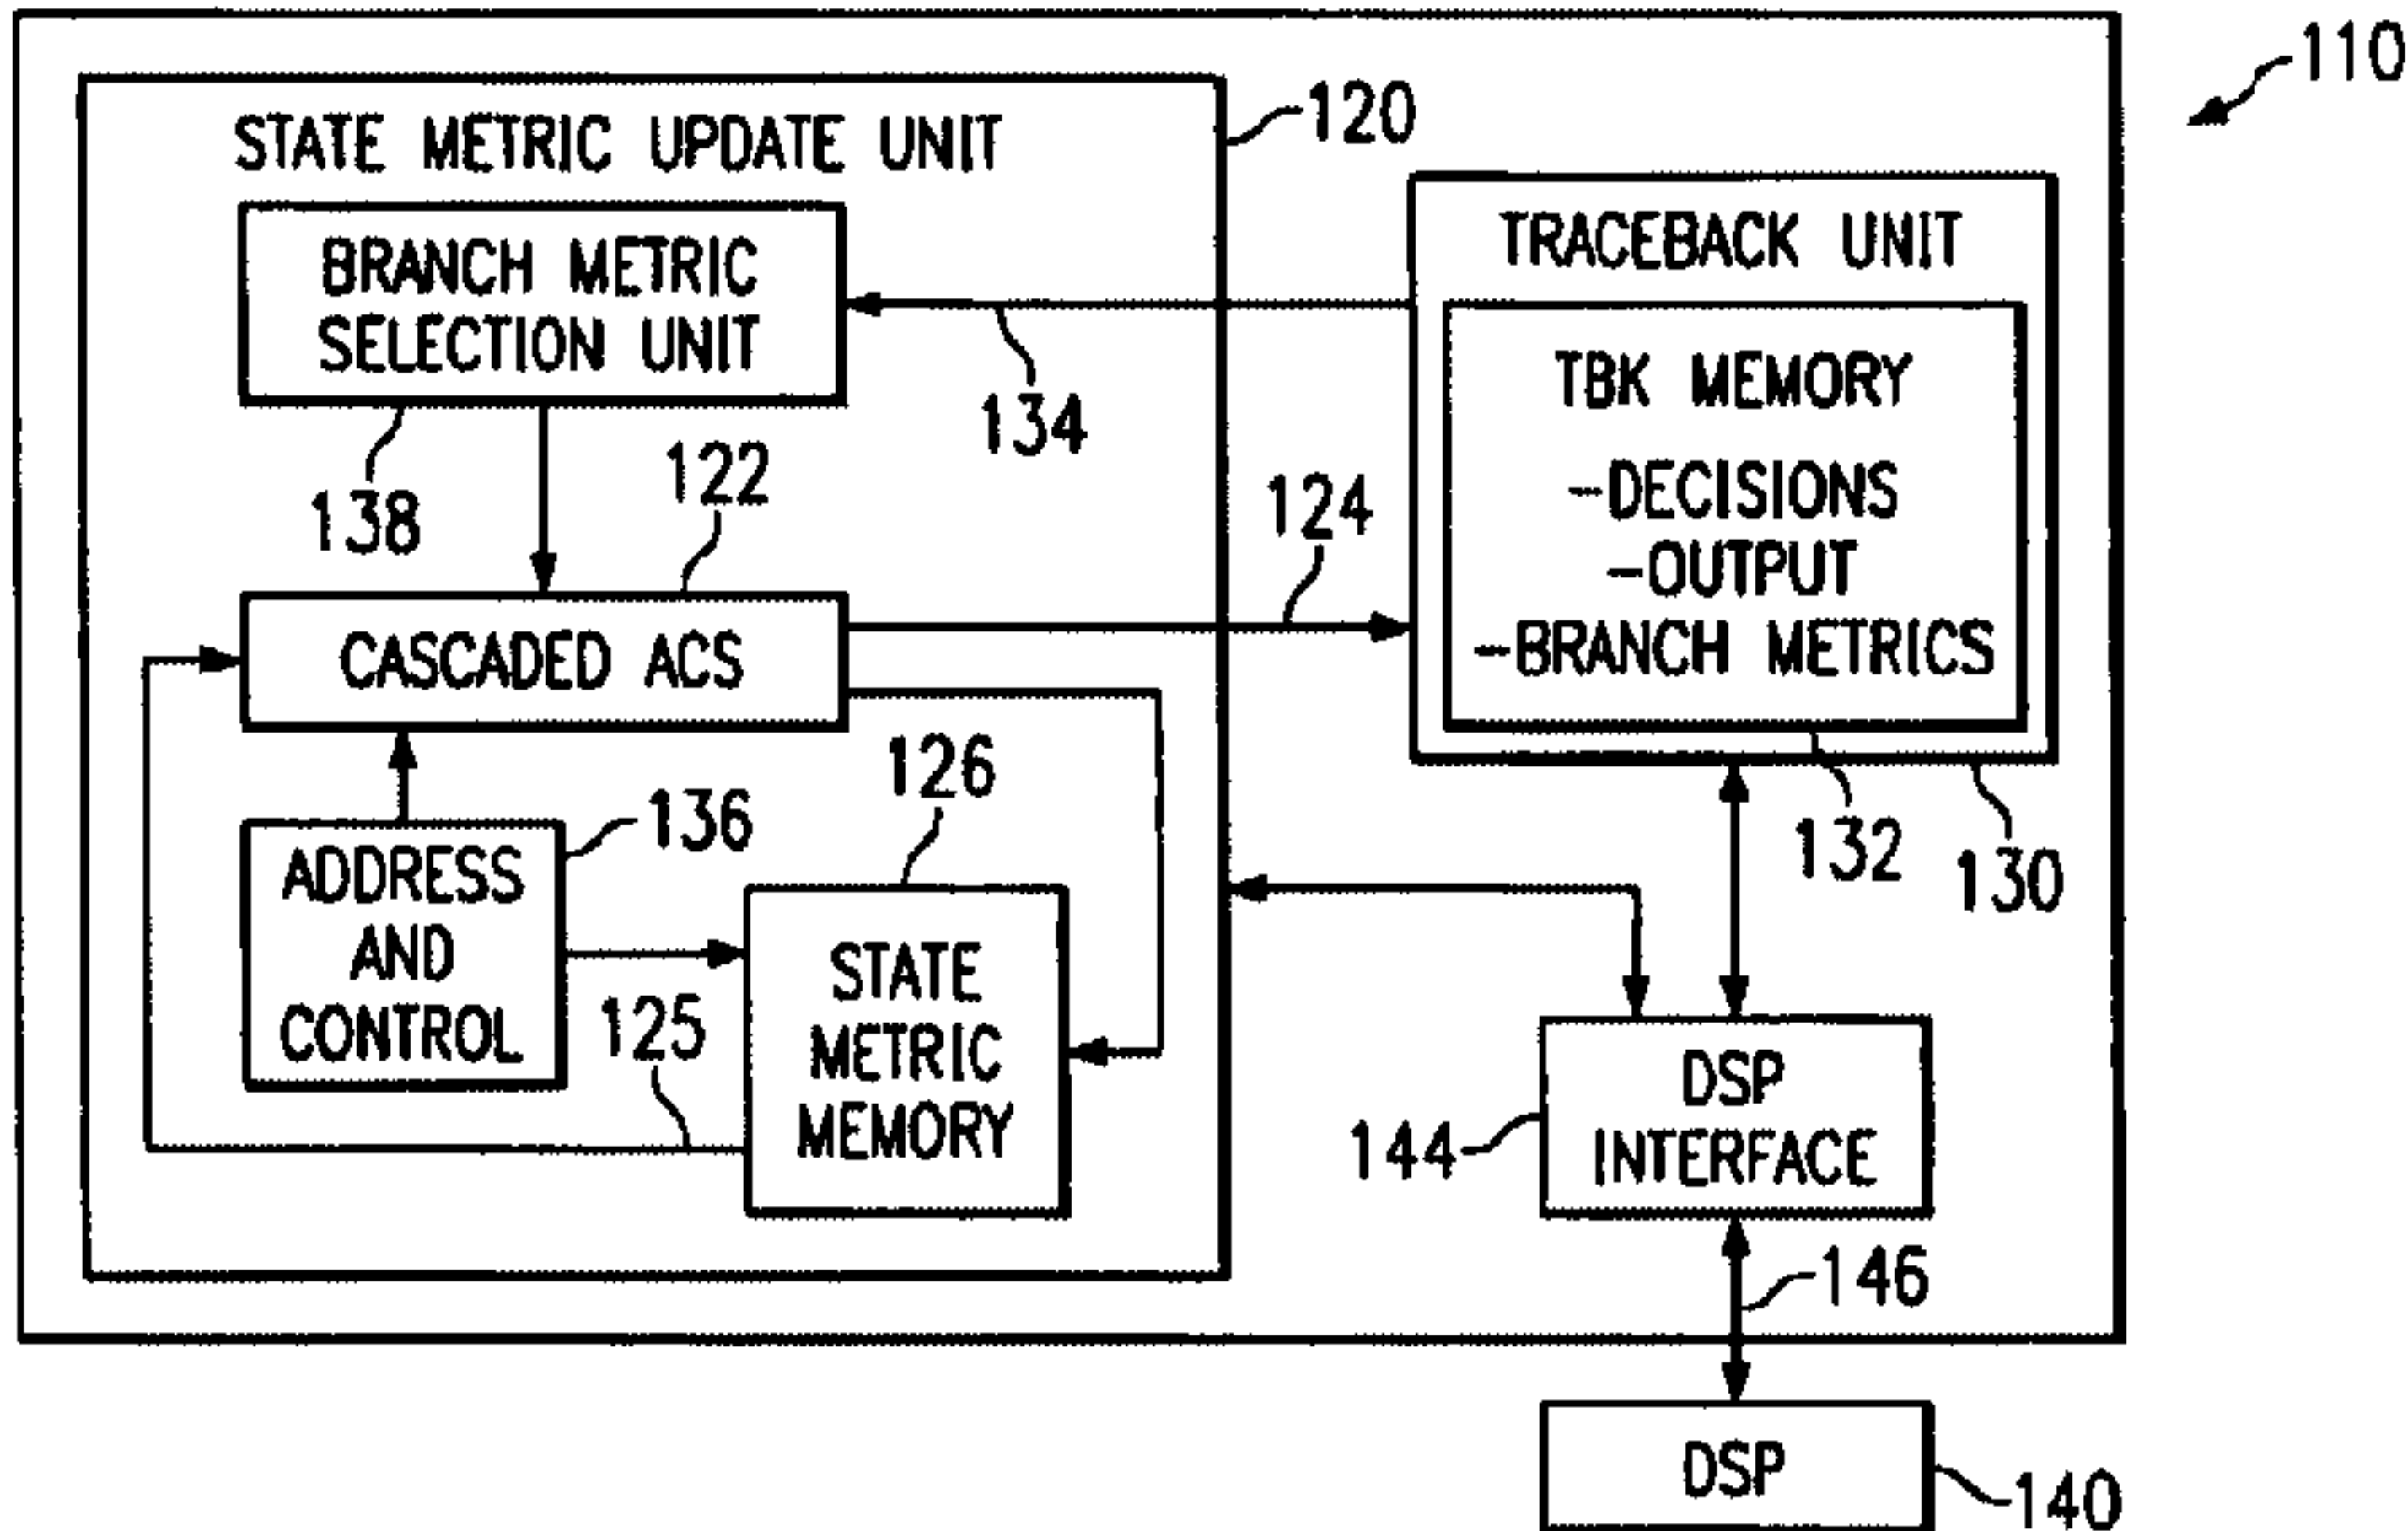 110
120
STATE METRIC UPDATE UNIT
BRANCH METRIC
SELECTION UNIT
138
134
TRACEBACK UNIT
TBK MEMORY
-DECISIONS
-OUTPUT
-BRANCH METRICS
122
124
CASCADED ACS
126
136
ADDRESS
AND
CONTROL
125
STATE
METRIC
MEMORY
132
130
144
DSP
INTERFACE
146
DSP
140